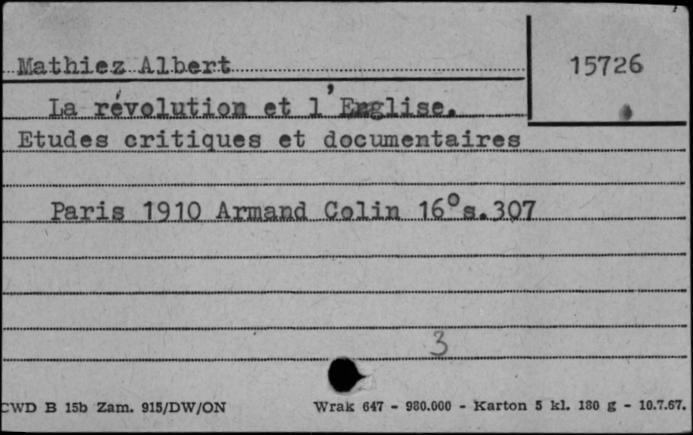 Mathiez Albert
15726
La révolution et l'Eʀglise.
Etudes critiques et documentaires
Paris 1910 Armand Colin 16° s.307
3
CWD B 15b Zam. 915/DW/ON
Wrak 647 - 980.000 - Karton 5 kl. 180 g - 10.7.67.